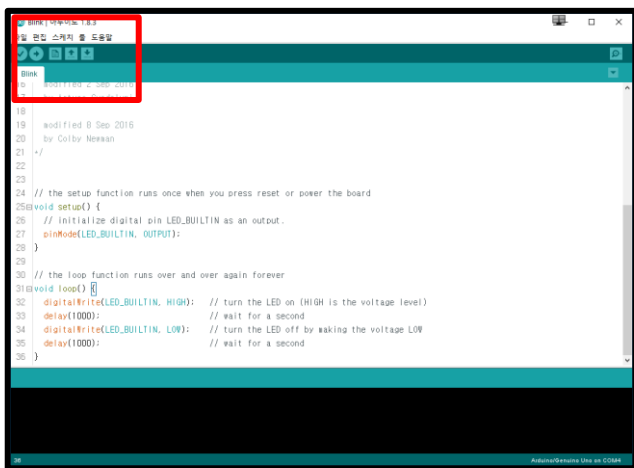 Blink | 아두이노 1.8.3
파일 편집 스케치 툴 도움말
Blink
16 modified 2 Sep 2016
18
19 modified 8 Sep 2016
20 by Colby Newman
21 */
22
23
24 // the setup function runs once when you press reset or power the board
25 void setup() {
26 // initialize digital pin LED_BUILTIN as an output.
27 pinMode(LED_BUILTIN, OUTPUT);
28 }
29
30 // the loop function runs over and over again forever
31 void loop() {
32 digitalWrite(LED_BUILTIN, HIGH); // turn the LED on (HIGH is the voltage level)
33 delay(1000); // wait for a second
34 digitalWrite(LED_BUILTIN, LOW); // turn the LED off by making the voltage LOW
35 delay(1000); // wait for a second
36 }
36 Arduino/Genuino Uno on COM4